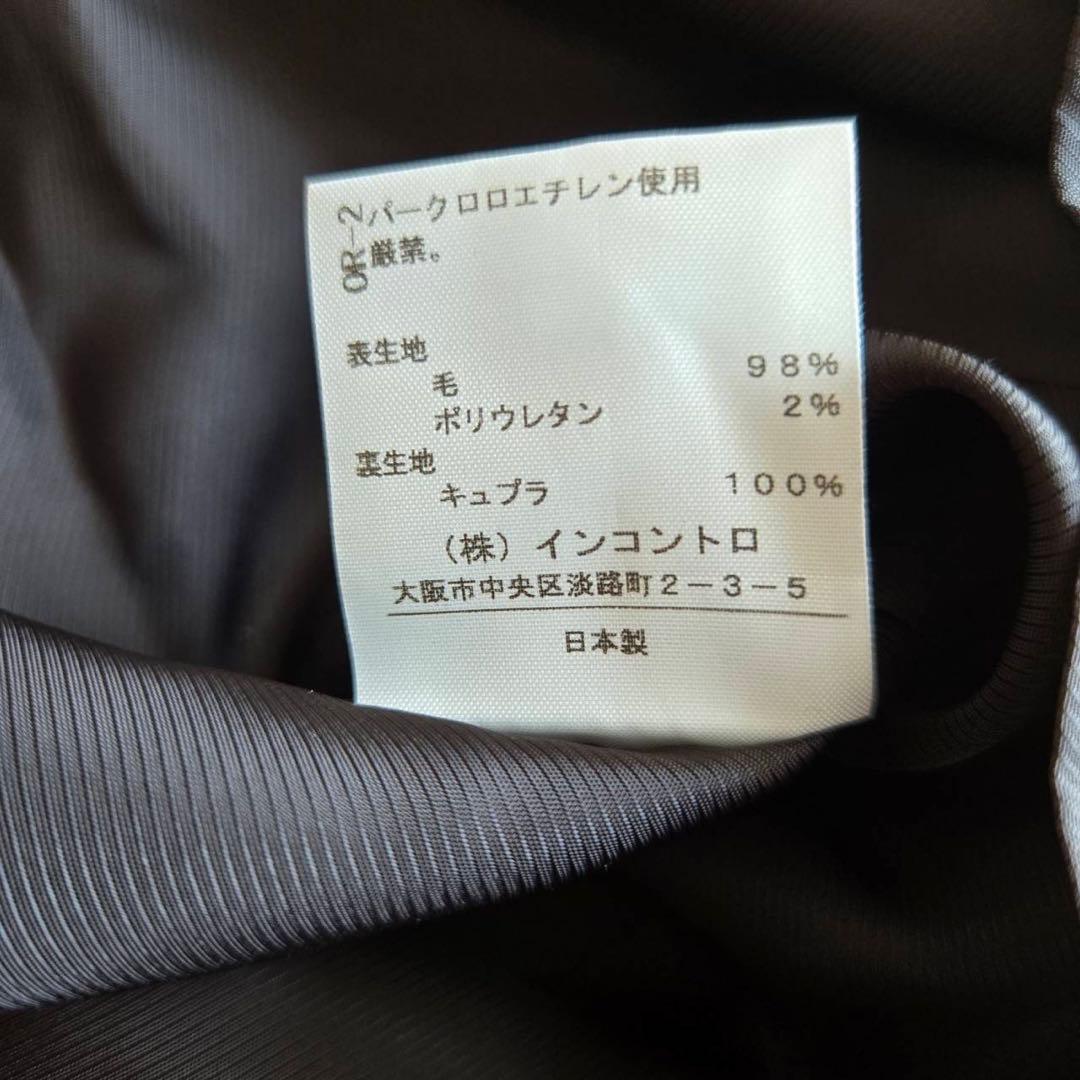 OR-2
パークロロエチレン使用
厳禁。
表生地
毛 98%
ポリウレタン 2%
裏生地
キュプラ 100%
（株）インコントロ
大阪市中央区淡路町2-3-5
日本製